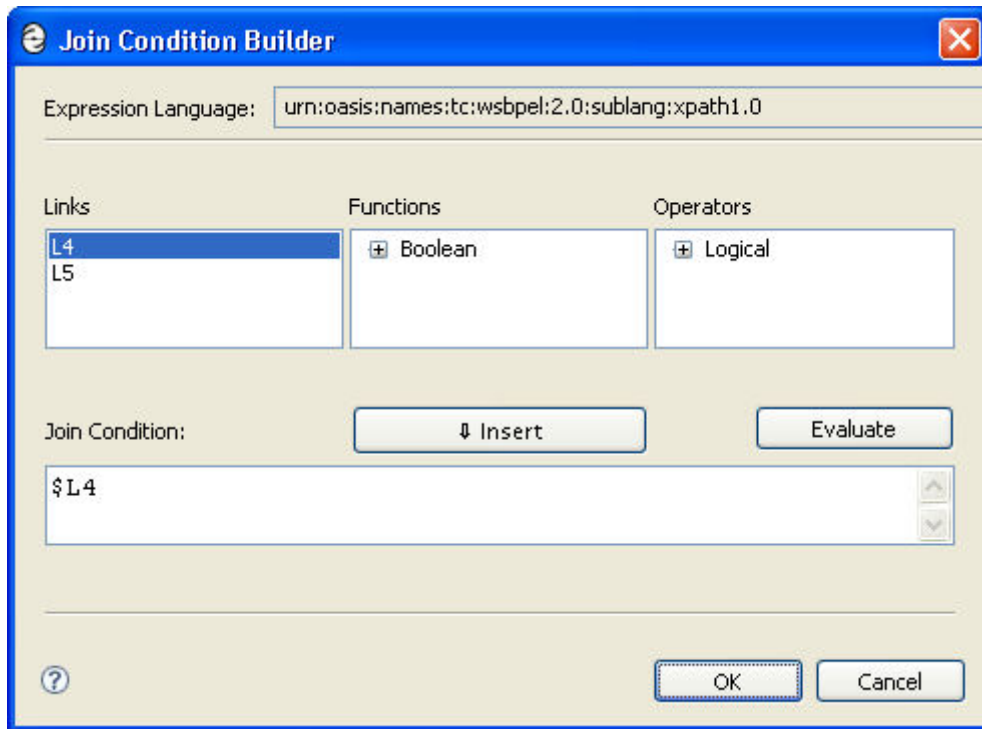 Join Condition Builder
Expression Language: urn:oasis:names:tc:wsbpel:2.0:sublang:xpath1.0
Links Functions Operators
L4 Boolean Logical
L5
Join Condition: ⇩ Insert Evaluate
$L4
OK Cancel